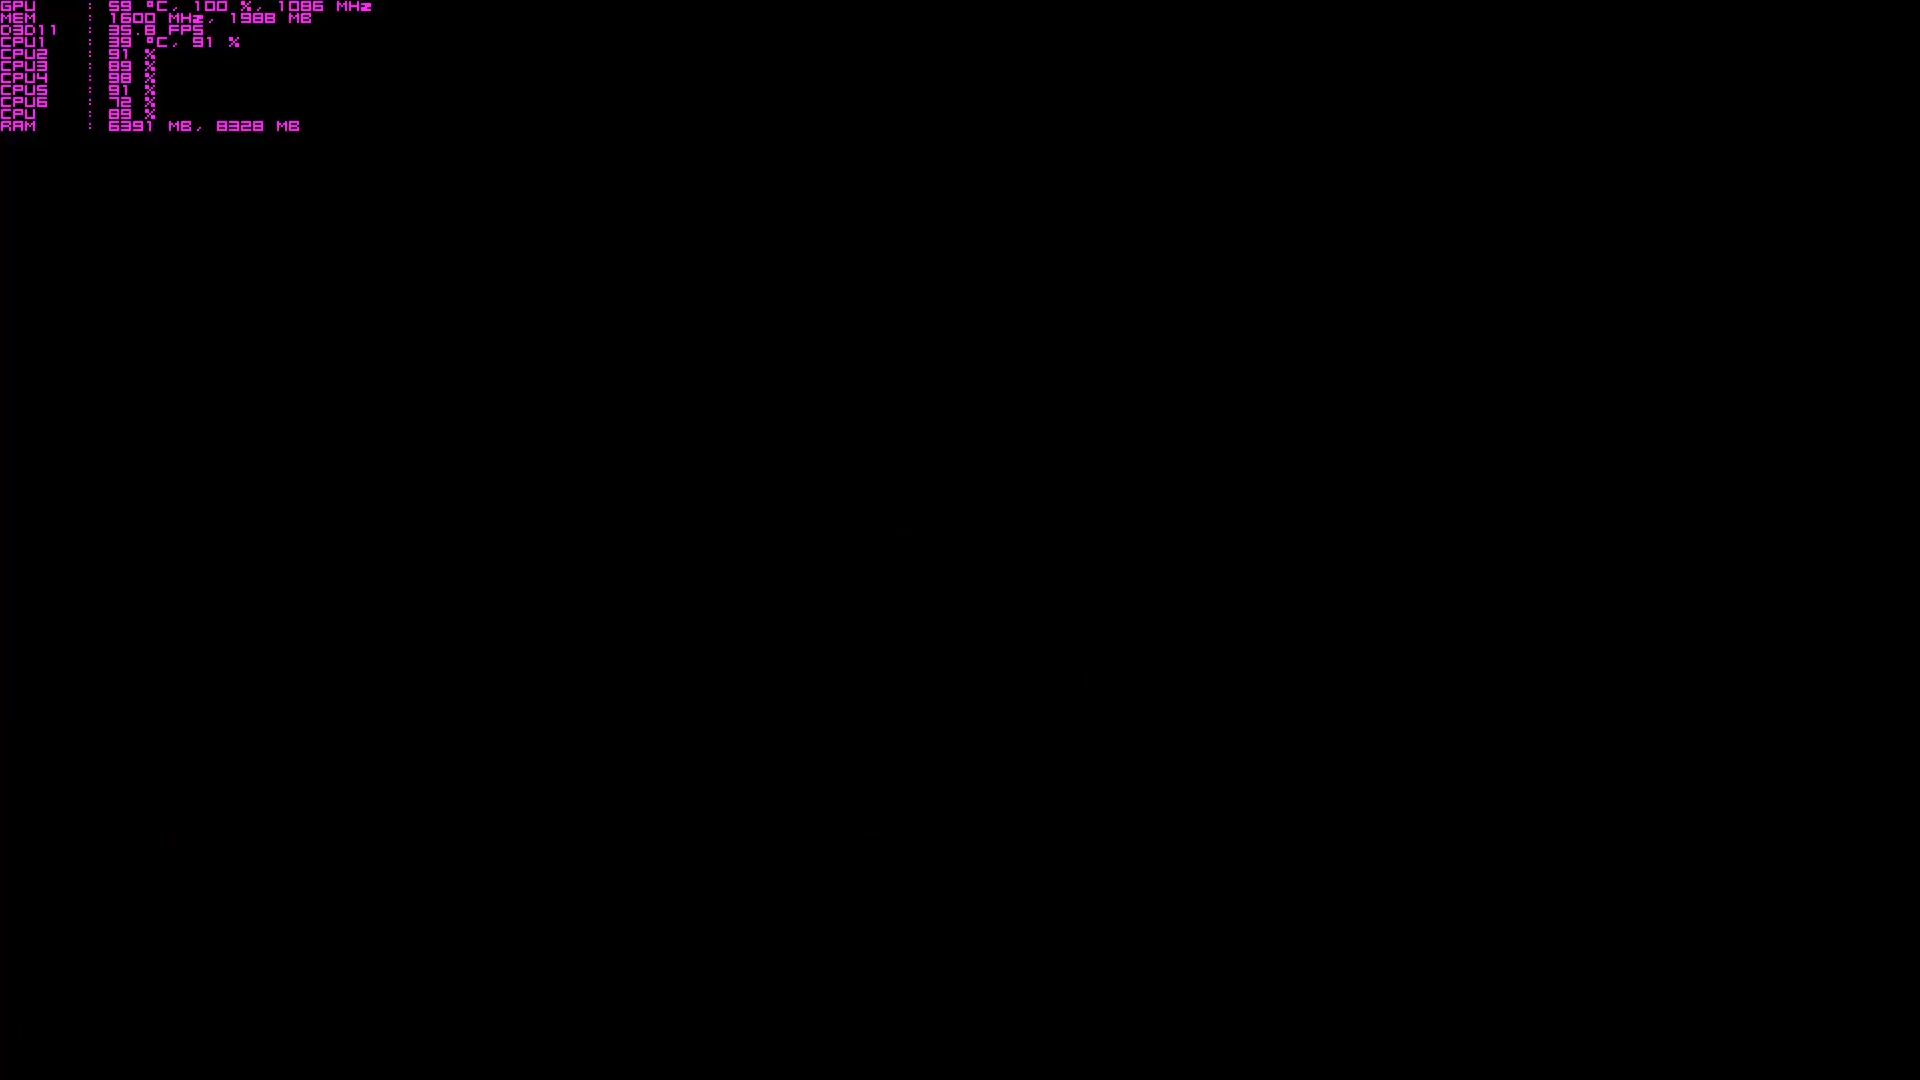 GPU : 59 °C, 100 %, 1086 MHz
MEM : 1600 MHz, 1988 MB
D3D11 : 35.8 FPS
CPU1 : 39 °C, 91 %
CPU2 : 91 %
CPU3 : 89 %
CPU4 : 98 %
CPU5 : 91 %
CPU6 : 72 %
CPU : 89 %
RAM : 6391 MB, 8328 MB